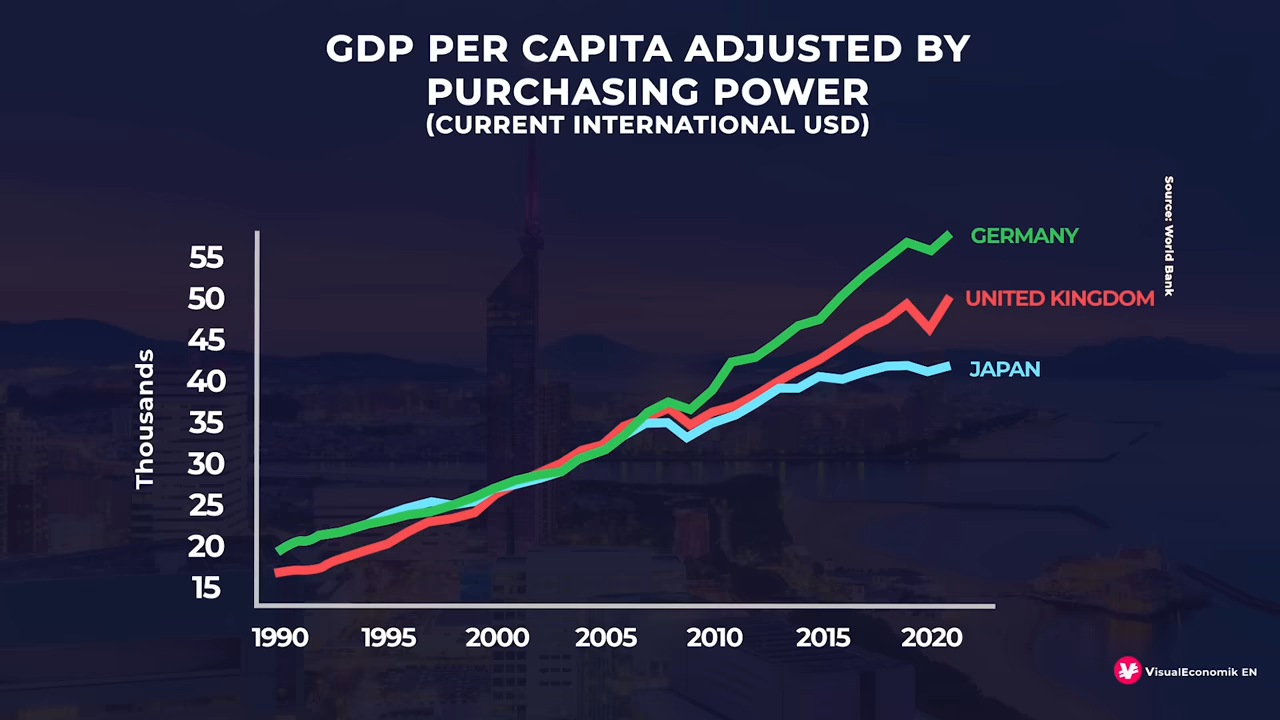 GDP PER CAPITA ADJUSTED BY
PURCHASING POWER
(CURRENT INTERNATIONAL USD)
Source: World Bank
Thousands
55
50
45
40
35
30
25
20
15
GERMANY
UNITED KINGDOM
JAPAN
1990 1995 2000 2005 2010 2015 2020
VisualEconomik EN